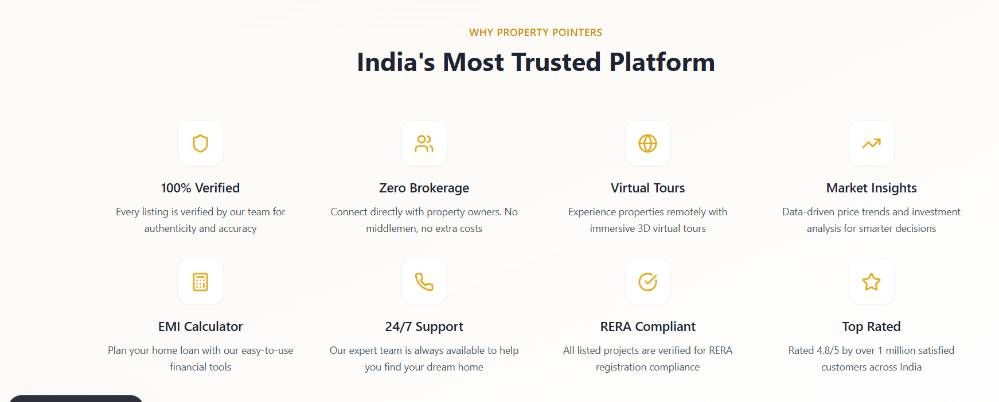 WHY PROPERTY POINTERS
India's Most Trusted Platform
100% Verified
Every listing is verified by our team for
authenticity and accuracy
Zero Brokerage
Connect directly with property owners. No
middlemen, no extra costs
Virtual Tours
Experience properties remotely with
immersive 3D virtual tours
Market Insights
Data-driven price trends and investment
analysis for smarter decisions
EMI Calculator
Plan your home loan with our easy-to-use
financial tools
24/7 Support
Our expert team is always available to help
you find your dream home
RERA Compliant
All listed projects are verified for RERA
registration compliance
Top Rated
Rated 4.8/5 by over 1 million satisfied
customers across India